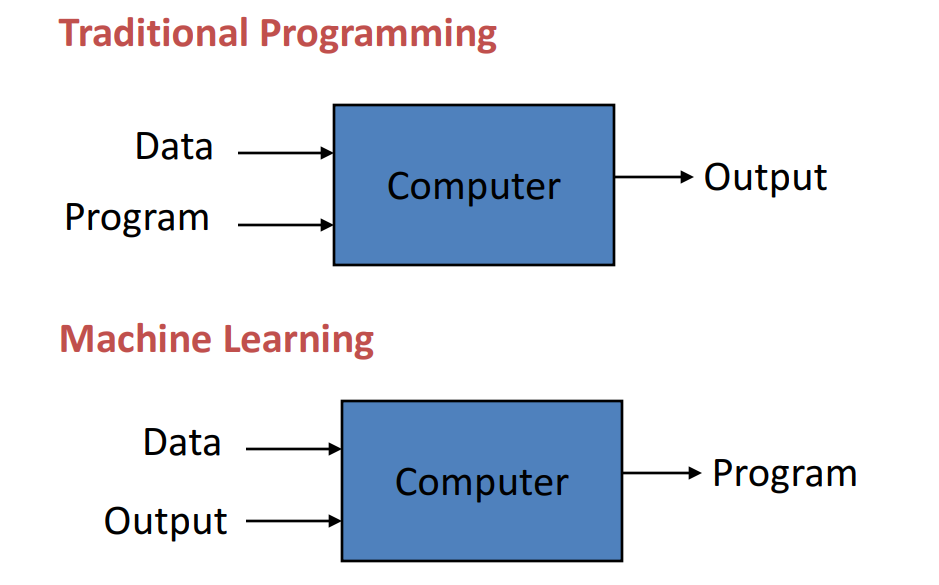 Traditional Programming
Data
Program
Computer
Output
Machine Learning
Data
Output
Computer
Program